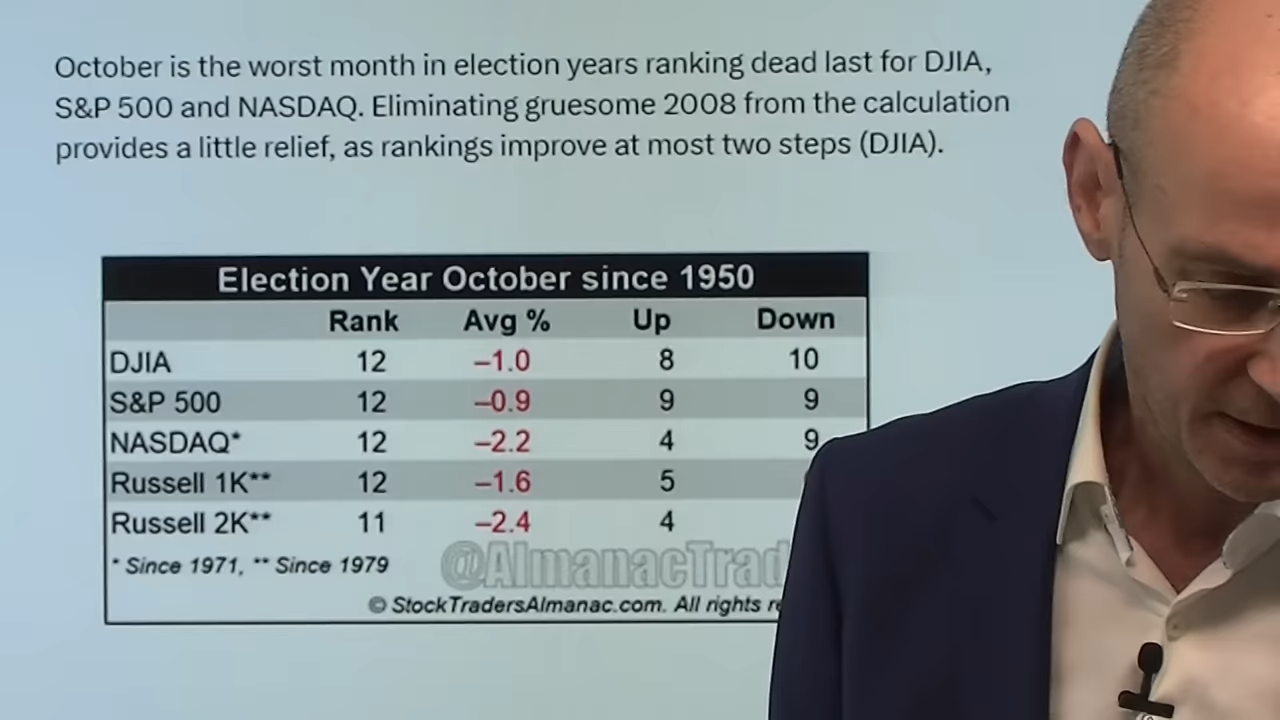 October is the worst month in election years ranking dead last for DJIA,
S&P 500 and NASDAQ. Eliminating gruesome 2008 from the calculation
provides a little relief, as rankings improve at most two steps (DJIA).
Election Year October since 1950
Rank Avg % Up Down
DJIA 12 –1.0 8 10
S&P 500 12 –0.9 9 9
NASDAQ* 12 –2.2 4 9
Russell 1K** 12 –1.6 5
Russell 2K** 11 –2.4 4
* Since 1971, ** Since 1979
© StockTradersAlmanac.com. All rights